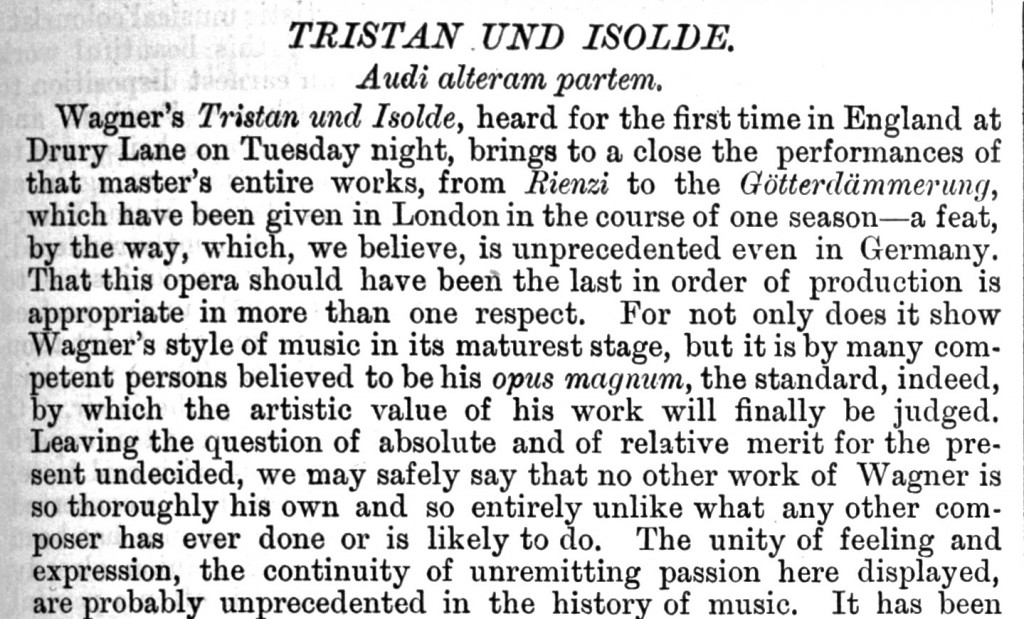 TRISTAN UND ISOLDE.
Audi alteram partem.
Wagner's Tristan und Isolde, heard for the first time in England at
Drury Lane on Tuesday night, brings to a close the performances of
that master's entire works, from Rienzi to the Götterdämmerung,
which have been given in London in the course of one season—a feat,
by the way, which, we believe, is unprecedented even in Germany.
That this opera should have been the last in order of production is
appropriate in more than one respect. For not only does it show
Wagner's style of music in its maturest stage, but it is by many com-
petent persons believed to be his opus magnum, the standard, indeed,
by which the artistic value of his work will finally be judged.
Leaving the question of absolute and of relative merit for the pre-
sent undecided, we may safely say that no other work of Wagner is
so thoroughly his own and so entirely unlike what any other com-
poser has ever done or is likely to do. The unity of feeling and
expression, the continuity of unremitting passion here displayed,
are probably unprecedented in the history of music. It has been